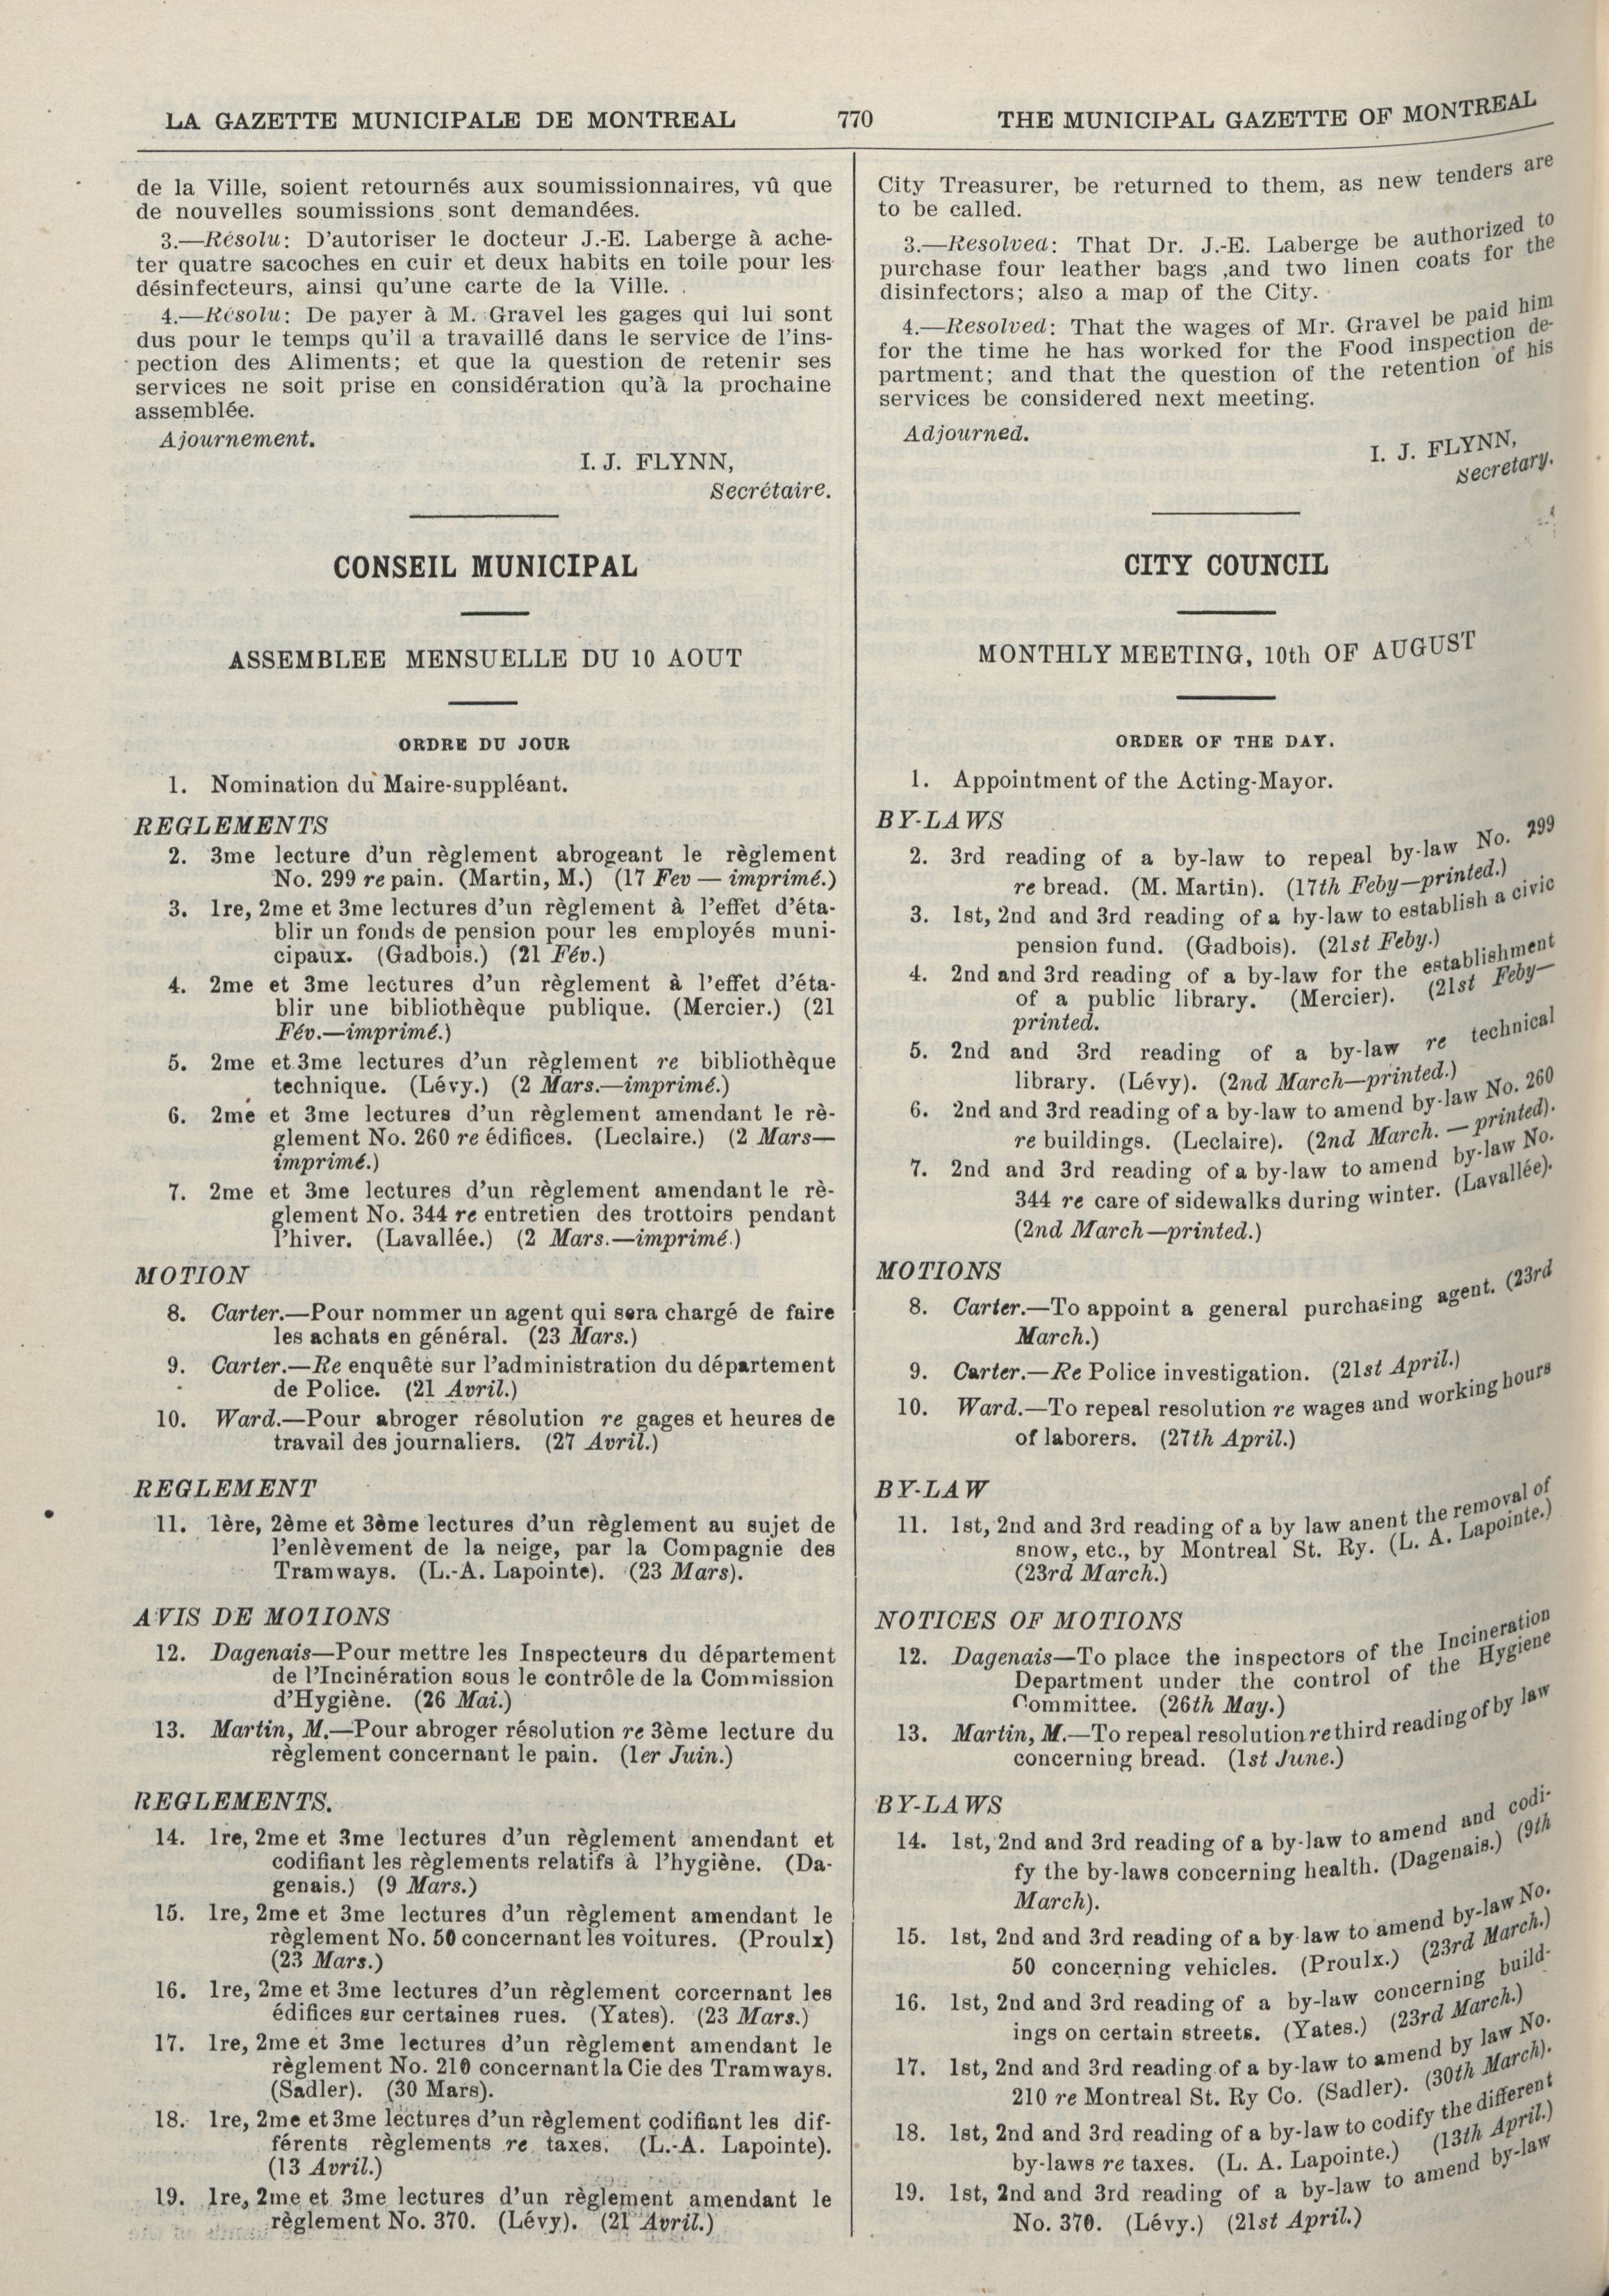 LA GAZETTE MUNICIPALE DE MONTREAL 770 THE MUNICIPAL GAZETTE OF MONTREAL
de la Ville, soient retournés aux soumissionnaires, vû que
de nouvelles soumissions sont demandées.
3.—Résolu: D'autoriser le docteur J.-E. Laberge à ache-
ter quatre sacoches en cuir et deux habits en toile pour les
désinfecteurs, ainsi qu'une carte de la Ville.
4.—Résolu: De payer à M. Gravel les gages qui lui sont
dus pour le temps qu'il a travaillé dans le service de l'ins-
pection des Aliments; et que la question de retenir ses
services ne soit prise en considération qu'à la prochaine
assemblée.
Ajournement.
I. J. FLYNN,
Secrétaire.
CONSEIL MUNICIPAL
ASSEMBLEE MENSUELLE DU 10 AOUT
ORDRE DU JOUR
1. Nomination du Maire-suppléant.
REGLEMENTS
2. 3me lecture d'un règlement abrogeant le règlement
No. 299 re pain. (Martin, M.) (17 Fev — imprimé.)
3. 1re, 2me et 3me lectures d'un règlement à l'effet d'éta-
blir un fonds de pension pour les employés muni-
cipaux. (Gadbois.) (21 Fév.)
4. 2me et 3me lectures d'un règlement à l'effet d'éta-
blir une bibliothèque publique. (Mercier.) (21
Fév.—imprimé.)
5. 2me et 3me lectures d'un règlement re bibliothèque
technique. (Lévy.) (2 Mars.—imprimé.)
6. 2me et 3me lectures d'un règlement amendant le rè-
glement No. 260 re édifices. (Leclaire.) (2 Mars—
imprimé.)
7. 2me et 3me lectures d'un règlement amendant le rè-
glement No. 344 re entretien des trottoirs pendant
l'hiver. (Lavallée.) (2 Mars.—imprimé.)
MOTION
8. Carter.—Pour nommer un agent qui sera chargé de faire
les achats en général. (23 Mars.)
9. Carter.—Re enquête sur l'administration du département
de Police. (21 Avril.)
10. Ward.—Pour abroger résolution re gages et heures de
travail des journaliers. (27 Avril.)
REGLEMENT
11. 1ère, 2ème et 3ème lectures d'un règlement au sujet de
l'enlèvement de la neige, par la Compagnie des
Tramways. (L.-A. Lapointe). (23 Mars).
AVIS DE MOTIONS
12. Dagenais—Pour mettre les Inspecteurs du département
de l'Incinération sous le contrôle de la Commission
d'Hygiène. (26 Mai.)
13. Martin, M.—Pour abroger résolution re 3ème lecture du
règlement concernant le pain. (1er Juin.)
REGLEMENTS.
14. 1re, 2me et 3me lectures d'un règlement amendant et
codifiant les règlements relatifs à l'hygiène. (Da-
genais.) (9 Mars.)
15. 1re, 2me et 3me lectures d'un règlement amendant le
règlement No. 50 concernant les voitures. (Proulx)
(23 Mars.)
16. 1re, 2me et 3me lectures d'un règlement corcernant les
édifices sur certaines rues. (Yates). (23 Mars.)
17. 1re, 2me et 3me lectures d'un règlement amendant le
règlement No. 210 concernant la Cie des Tramways.
(Sadler). (30 Mars).
18. 1re, 2me et 3me lectures d'un règlement codifiant les dif-
férents règlements re taxes. (L.-A. Lapointe).
(13 Avril.)
19. 1re, 2me et 3me lectures d'un règlement amendant le
règlement No. 370. (Lévy). (21 Avril.)
City Treasurer, be returned to them, as new tenders are
to be called.
3.—Resolved: That Dr. J.-E. Laberge be authorized to
purchase four leather bags ,and two linen coats for the
disinfectors; also a map of the City.
4.—Resolved: That the wages of Mr. Gravel be paid him
for the time he has worked for the Food inspection de-
partment; and that the question of the retention of his
services be considered next meeting.
Adjourned.
I. J. FLYNN,
Secretary.
CITY COUNCIL
MONTHLY MEETING, 10th OF AUGUST
ORDER OF THE DAY.
1. Appointment of the Acting-Mayor.
BY-LAWS
2. 3rd reading of a by-law to repeal by-law No. 299
re bread. (M. Martin). (17th Feby—printed.)
3. 1st, 2nd and 3rd reading of a by-law to establish a civic
pension fund. (Gadbois). (21st Feby.)
4. 2nd and 3rd reading of a by-law for the establishment
of a public library. (Mercier). (21st Feby—
printed.
5. 2nd and 3rd reading of a by-law re technical
library. (Lévy). (2nd March—printed.)
6. 2nd and 3rd reading of a by-law to amend by-law No. 260
re buildings. (Leclaire). (2nd March. — printed).
7. 2nd and 3rd reading of a by-law to amend by-law No.
344 re care of sidewalks during winter. (Lavallée).
(2nd March—printed.)
MOTIONS
8. Carter.—To appoint a general purchasing agent. (23rd
March.)
9. Carter.—Re Police investigation. (21st April.)
10. Ward.—To repeal resolution re wages and working hours
of laborers. (27th April.)
BY-LAW
11. 1st, 2nd and 3rd reading of a by law anent the removal of
snow, etc., by Montreal St. Ry. (L. A. Lapointe.)
(23rd March.)
NOTICES OF MOTIONS
12. Dagenais—To place the inspectors of the Incineration
Department under the control of the Hygiene
Committee. (26th May.)
13. Martin, M.—To repeal resolution re third reading of by law
concerning bread. (1st June.)
BY-LAWS
14. 1st, 2nd and 3rd reading of a by-law to amend and codi-
fy the by-laws concerning health. (Dagenais.) (9th
March).
15. 1st, 2nd and 3rd reading of a by-law to amend by-law No.
50 concerning vehicles. (Proulx.) (23rd March.)
16. 1st, 2nd and 3rd reading of a by-law concerning build-
ings on certain streets. (Yates.) (23rd March.)
17. 1st, 2nd and 3rd reading of a by-law to amend by law No.
210 re Montreal St. Ry Co. (Sadler). (30th March).
18. 1st, 2nd and 3rd reading of a by-law to codify the different
by-laws re taxes. (L. A. Lapointe.) (13th April.)
19. 1st, 2nd and 3rd reading of a by-law to amend by-law
No. 370. (Lévy.) (21st April.)